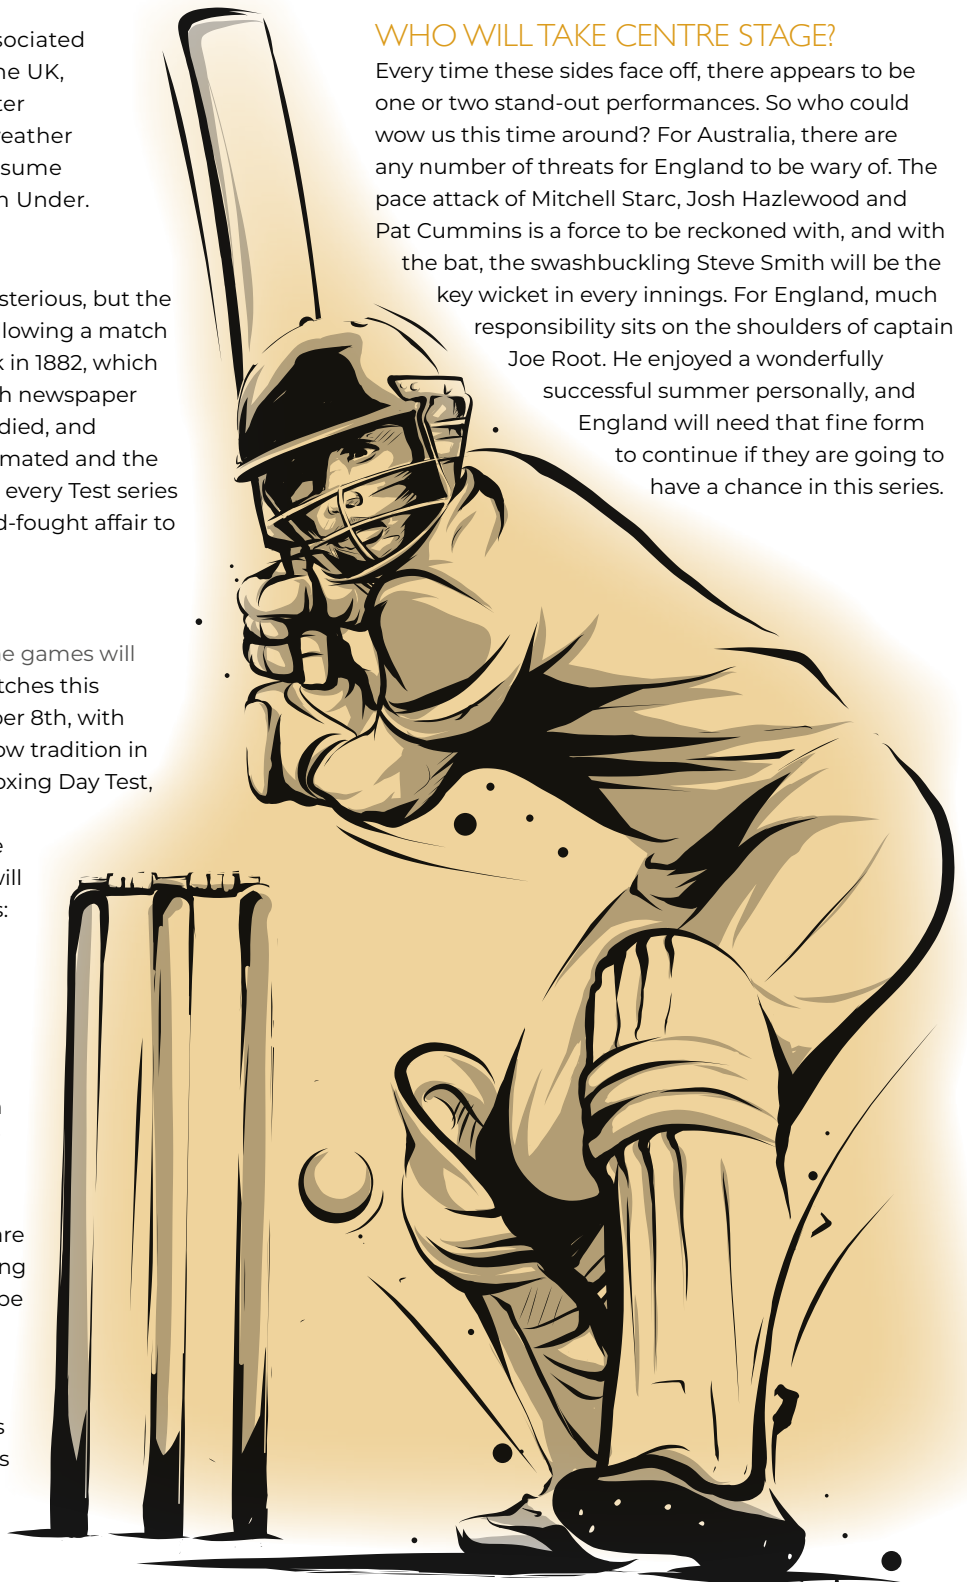 sociated
he UK,
ter
eather
sume
n Under.
sterious, but the
llowing a match
k in 1882, which
h newspaper
died, and
mated and the
every Test series
d-fought affair to
e games will
tches this
ber 8th, with
ow tradition in
oxing Day Test,
e
will
s:
n
are
ng
be
s
s
WHO WILL TAKE CENTRE STAGE?
Every time these sides face off, there appears to be
one or two stand-out performances. So who could
wow us this time around? For Australia, there are
any number of threats for England to be wary of. The
pace attack of Mitchell Starc, Josh Hazlewood and
Pat Cummins is a force to be reckoned with, and with
the bat, the swashbuckling Steve Smith will be the
key wicket in every innings. For England, much
responsibility sits on the shoulders of captain
Joe Root. He enjoyed a wonderfully
successful summer personally, and
England will need that fine form
to continue if they are going to
have a chance in this series.